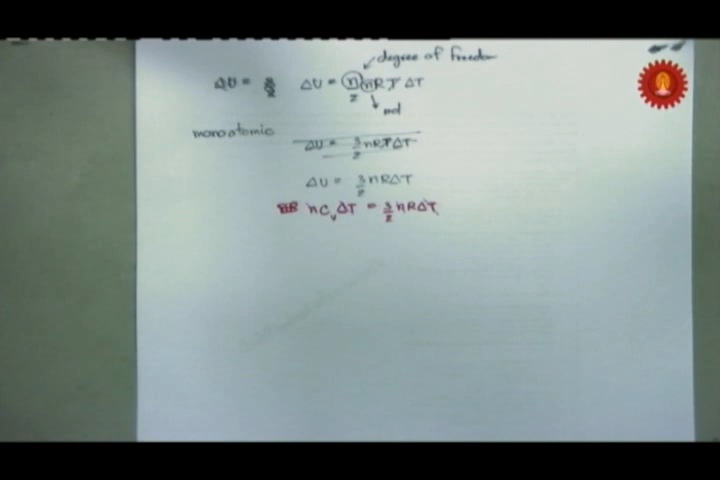 degree of freedom
ΔU = ΔU = n/2 nRT ΔT
mol
monoatomic
ΔU = 3/2 nRTΔT
ΔU = 3/2 nRΔT
nCᵥΔT = 3/2 nRΔT